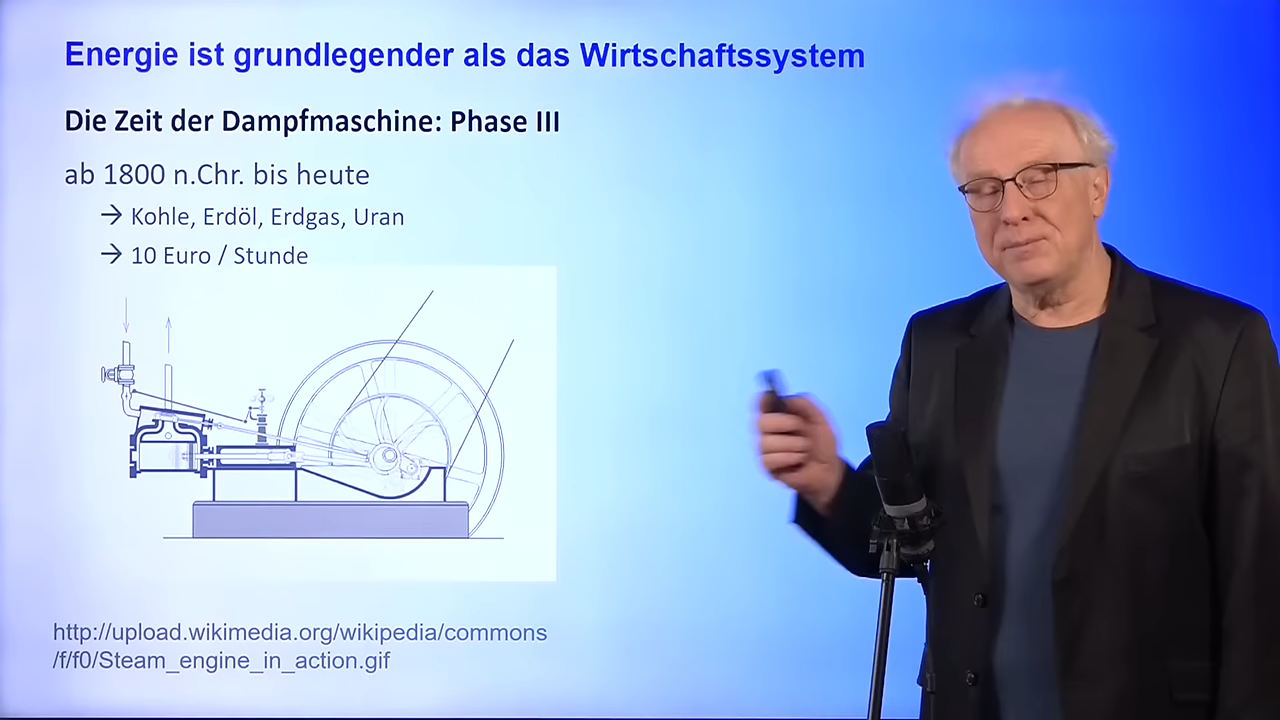 Energie ist grundlegender als das Wirtschaftssystem
Die Zeit der Dampfmaschine: Phase III
ab 1800 n.Chr. bis heute
→ Kohle, Erdöl, Erdgas, Uran
→ 10 Euro / Stunde
http://upload.wikimedia.org/wikipedia/commons
/f/f0/Steam_engine_in_action.gif